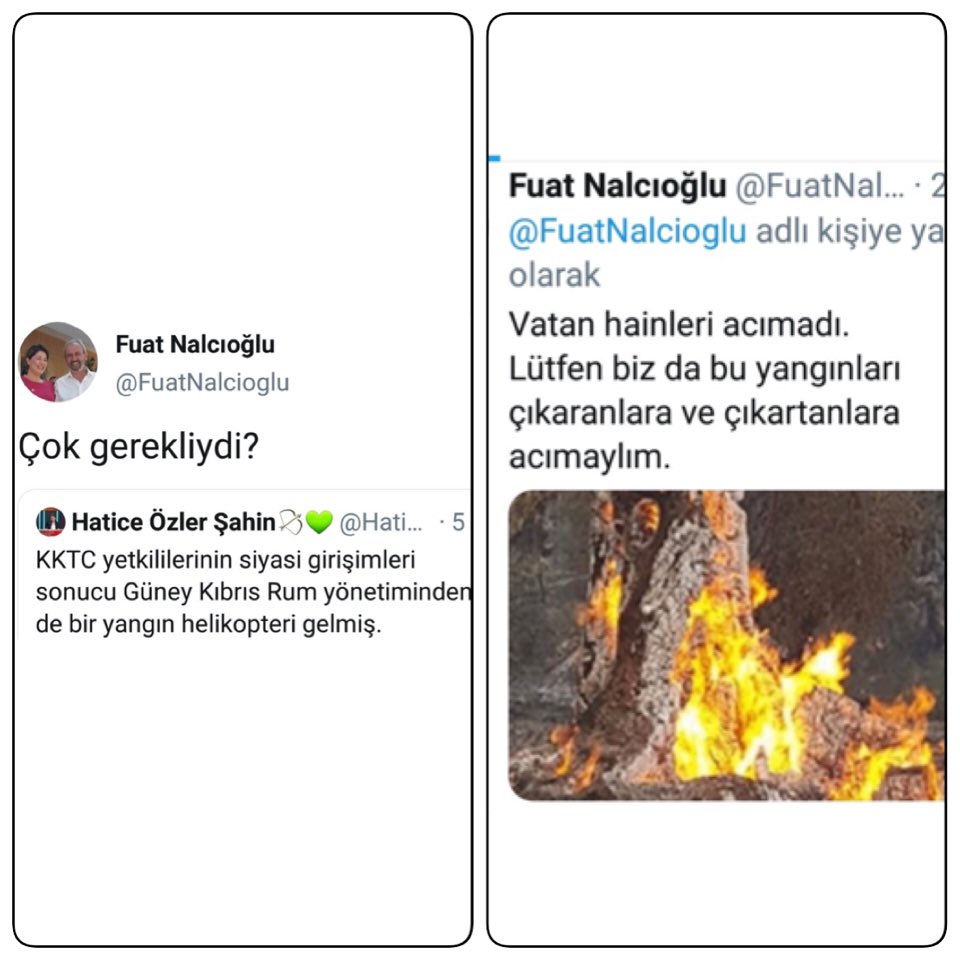 Fuat Nalcıoğlu
@FuatNalcioglu
Çok gerekliydi?
Hatice Özler Şahin🏹💚 @Hati... · 5
KKTC yetkililerinin siyasi girişimleri
sonucu Güney Kıbrıs Rum yönetiminden
de bir yangın helikopteri gelmiş.
Fuat Nalcıoğlu @FuatNal... · 2
@FuatNalcioglu adlı kişiye ya
olarak
Vatan hainleri acımadı.
Lütfen biz da bu yangınları
çıkaranlara ve çıkartanlara
acımaylım.